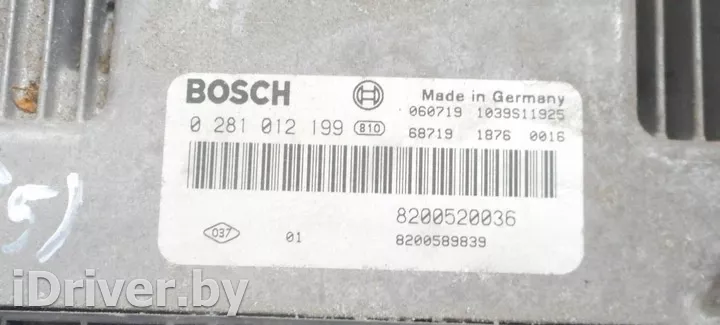 BOSCH
Made in Germany
060719 1039S11925
0 281 012 199 810
68719 1876 0016
8200520036
037 01 8200589839
iDriver.by